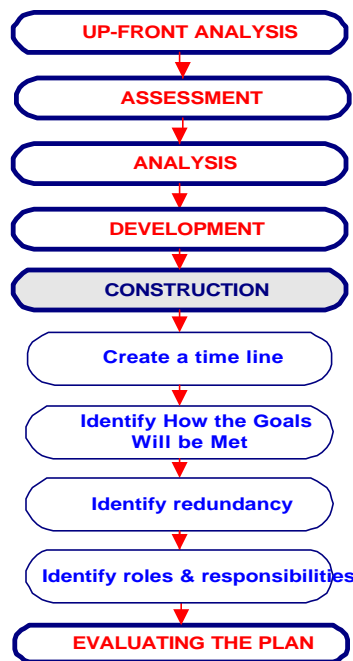 UP-FRONT ANALYSIS
ASSESSMENT
ANALYSIS
DEVELOPMENT
CONSTRUCTION
Create a time line
Identify How the Goals
Will be Met
Identify redundancy
Identify roles & responsibilities
EVALUATING THE PLAN